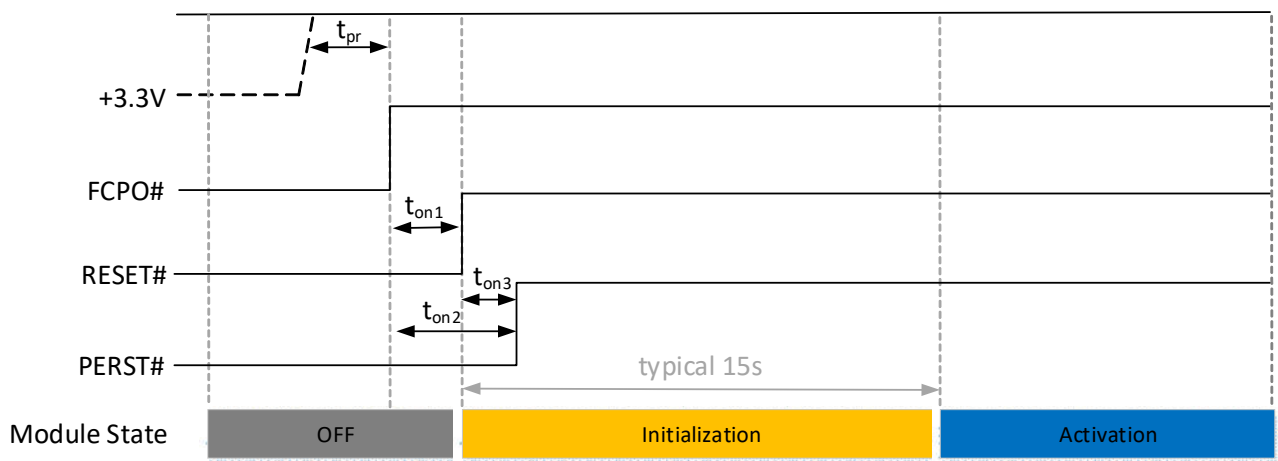 tpr
+3.3V
FCPO#
ton1
RESET#
ton3
ton2
PERST#
typical 15s
Module State
OFF
Initialization
Activation